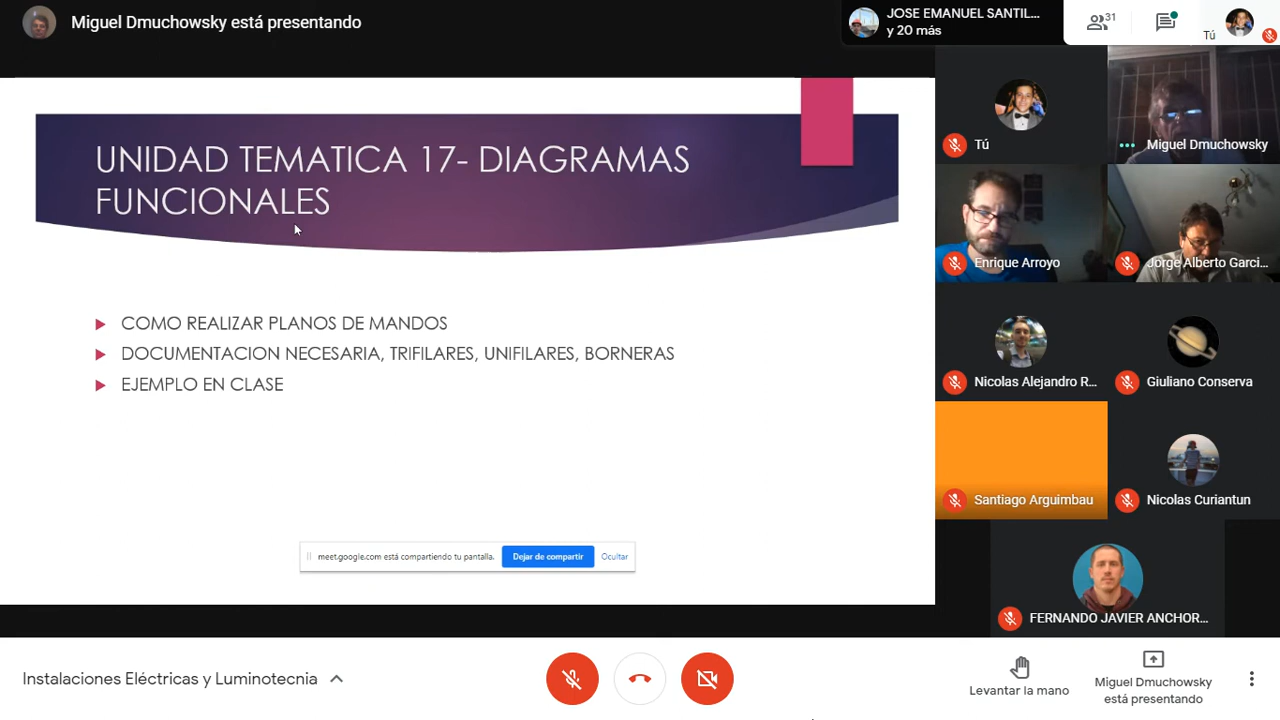 Miguel Dmuchowsky está presentando
JOSE EMANUEL SANTIL...
y 20 más
31
Tú
UNIDAD TEMATICA 17- DIAGRAMAS
FUNCIONALES
COMO REALIZAR PLANOS DE MANDOS
DOCUMENTACION NECESARIA, TRIFILARES, UNIFILARES, BORNERAS
EJEMPLO EN CLASE
meet.google.com está compartiendo tu pantalla.
Dejar de compartir
Ocultar
Tú
Miguel Dmuchowsky
Enrique Arroyo
Jorge Alberto Garci...
Nicolas Alejandro R...
Giuliano Conserva
Santiago Arguimbau
Nicolas Curiantun
FERNANDO JAVIER ANCHOR...
Instalaciones Eléctricas y Luminotecnia
Levantar la mano
Miguel Dmuchowsky
está presentando